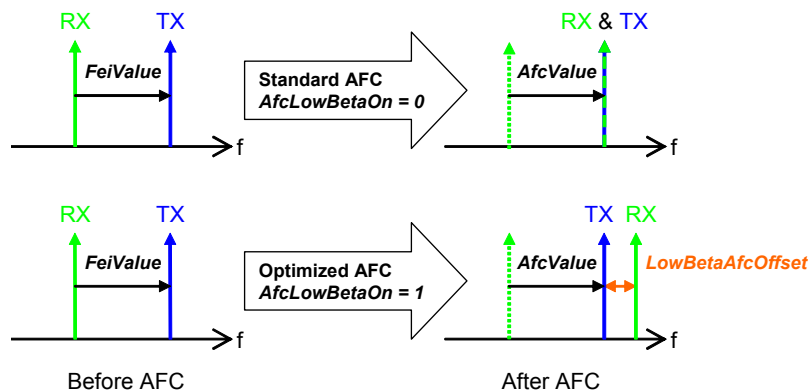 RX TX
FeiValue
f
Standard AFC
AfcLowBetaOn = 0
RX & TX
AfcValue
f
RX TX
FeiValue
f
Optimized AFC
AfcLowBetaOn = 1
TX RX
AfcValue
LowBetaAfcOffset
f
Before AFC
After AFC